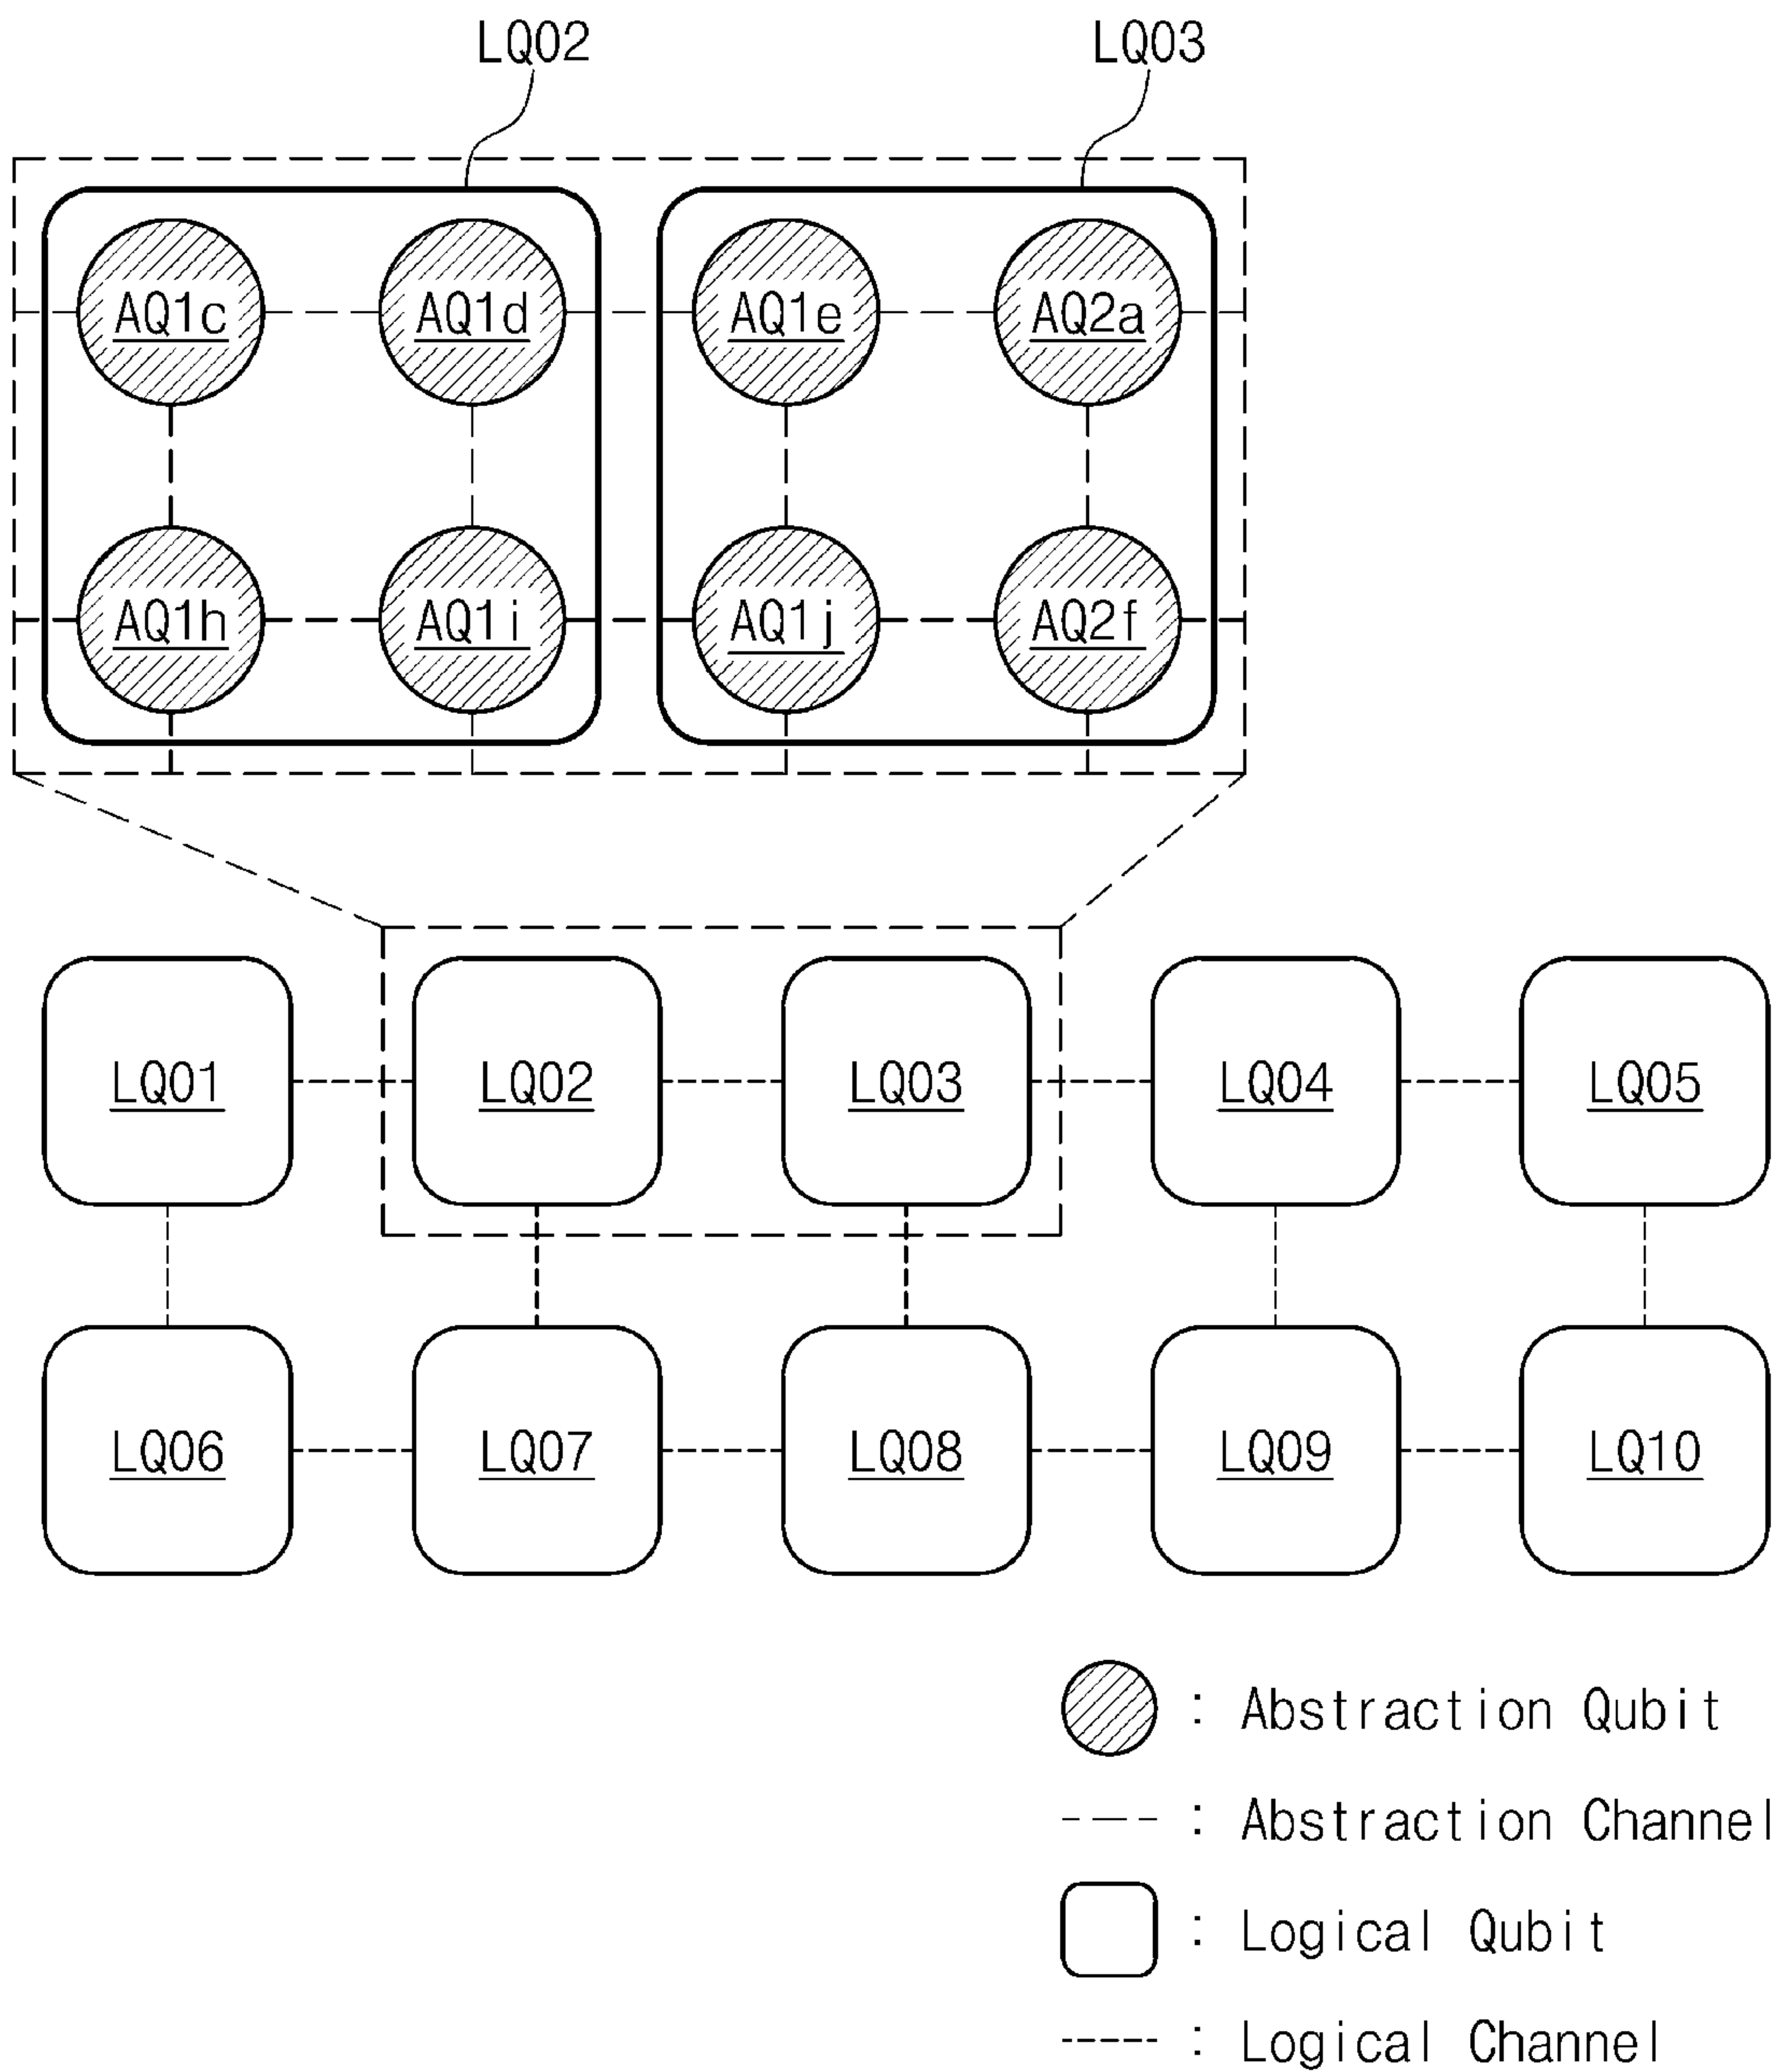 LQ02 LQ03
AQ1c AQ1d AQ1e AQ2a
AQ1h AQ1i AQ1j AQ2f
LQ01 LQ02 LQ03 LQ04 LQ05
LQ06 LQ07 LQ08 LQ09 LQ10
: Abstraction Qubit
: Abstraction Channel
: Logical Qubit
: Logical Channel